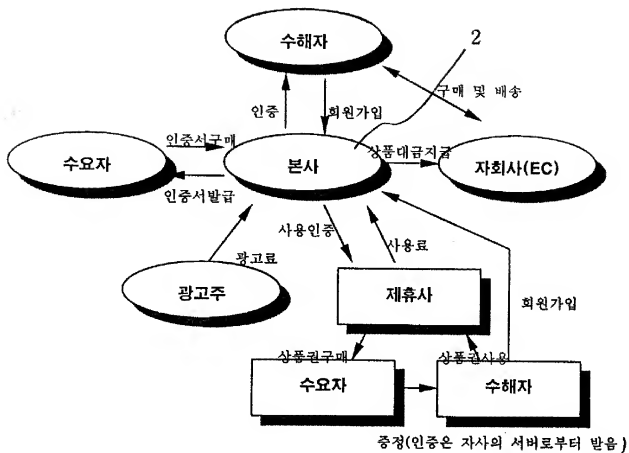 수해자
2
인증
회원가입
구매 및 배송
인증서구매
수요자
본사
상품대금지급
자회사(EC)
인증서발급
사용인증
사용료
광고료
광고주
제휴사
회원가입
상품권구매
상품권사용
수요자
수해자
증정(인증은 자사의 서버로부터 받음)